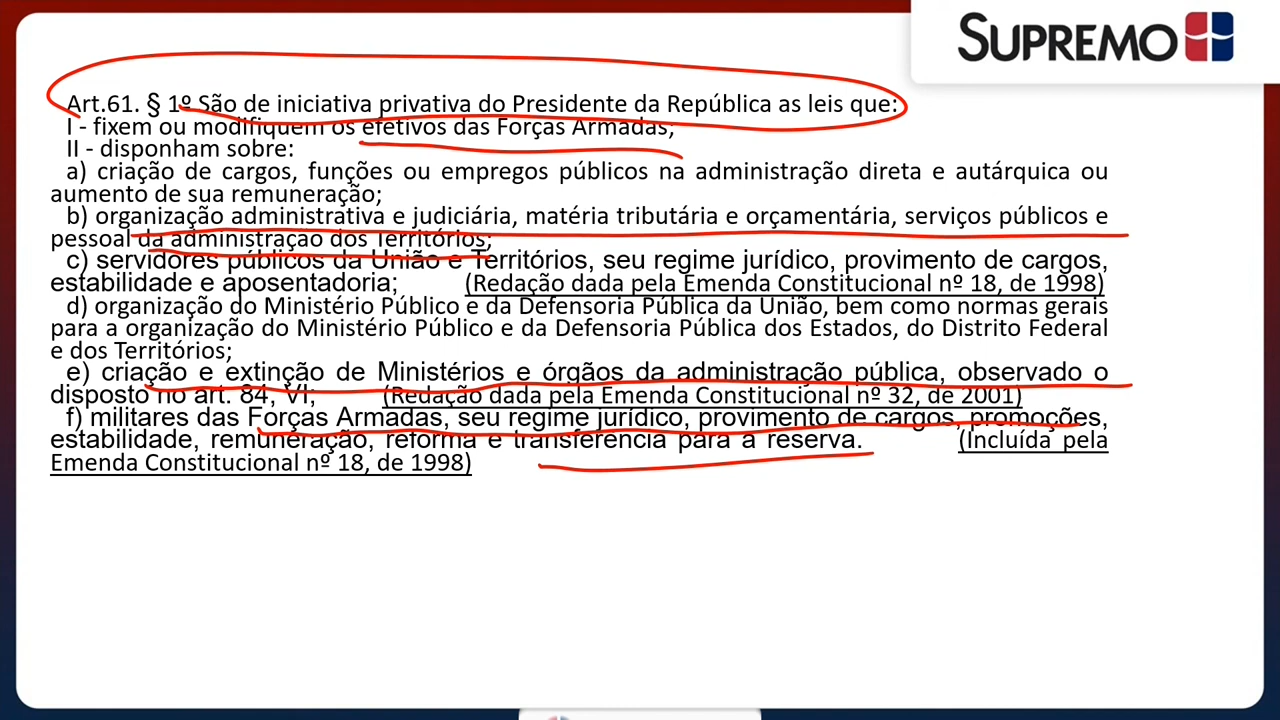 SUPREMO
Art.61. § 1º São de iniciativa privativa do Presidente da República as leis que:
I - fixem ou modifiquem os efetivos das Forças Armadas;
II - disponham sobre:
a) criação de cargos, funções ou empregos públicos na administração direta e autárquica ou
aumento de sua remuneração;
b) organização administrativa e judiciária, matéria tributária e orçamentária, serviços públicos e
pessoal da administração dos Territórios;
c) servidores públicos da União e Territórios, seu regime jurídico, provimento de cargos,
estabilidade e aposentadoria; (Redação dada pela Emenda Constitucional nº 18, de 1998)
d) organização do Ministério Público e da Defensoria Pública da União, bem como normas gerais
para a organização do Ministério Público e da Defensoria Pública dos Estados, do Distrito Federal
e dos Territórios;
e) criação e extinção de Ministérios e órgãos da administração pública, observado o
disposto no art. 84, VI; (Redação dada pela Emenda Constitucional nº 32, de 2001)
f) militares das Forças Armadas, seu regime jurídico, provimento de cargos, promoções,
estabilidade, remuneração, reforma e transferência para a reserva. (Incluída pela
Emenda Constitucional nº 18, de 1998)